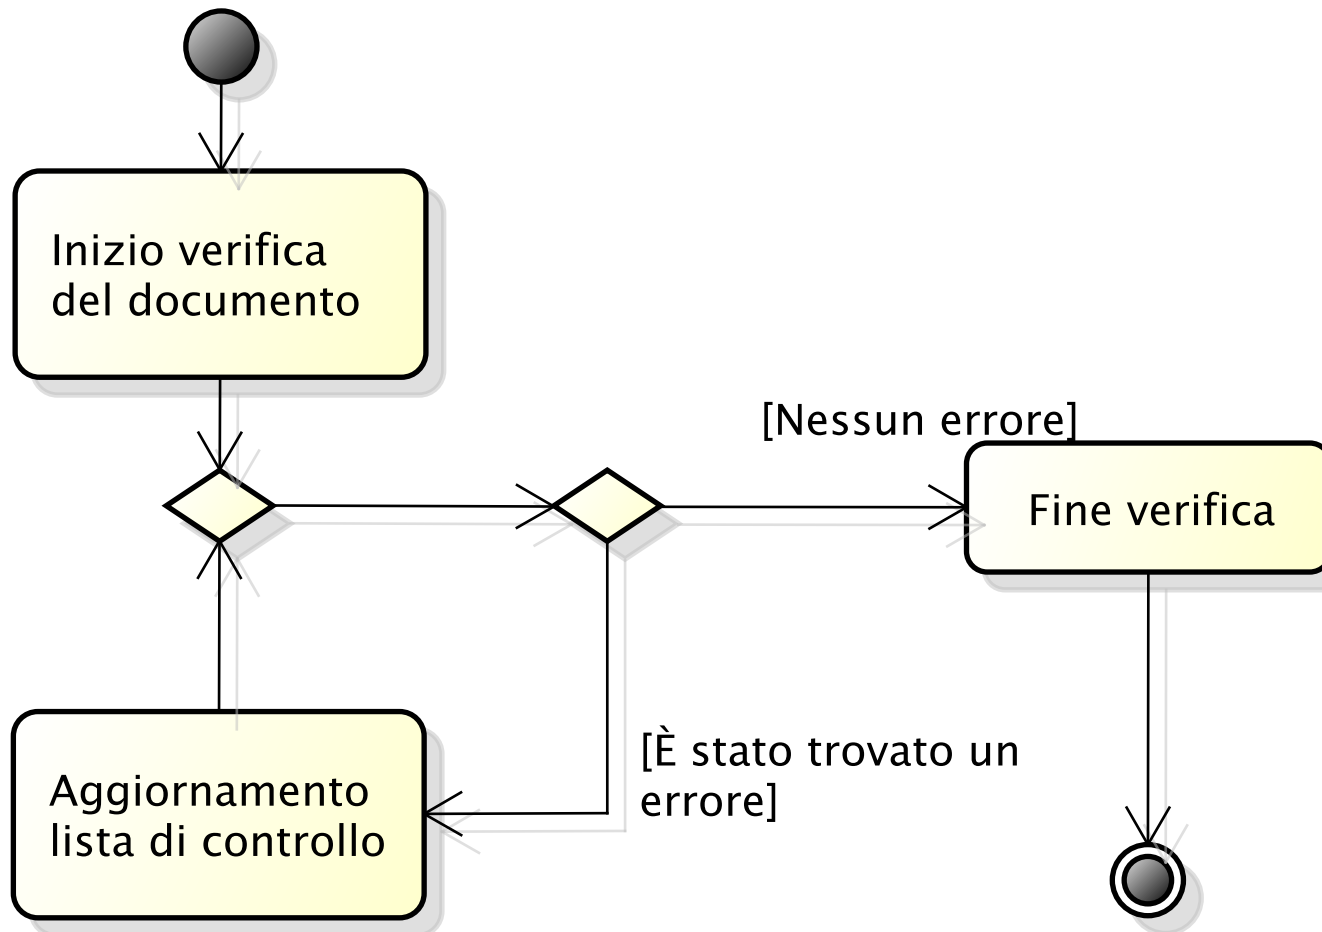 Inizio verifica
del documento
[Nessun errore]
Fine verifica
[È stato trovato un
errore]
Aggiornamento
lista di controllo